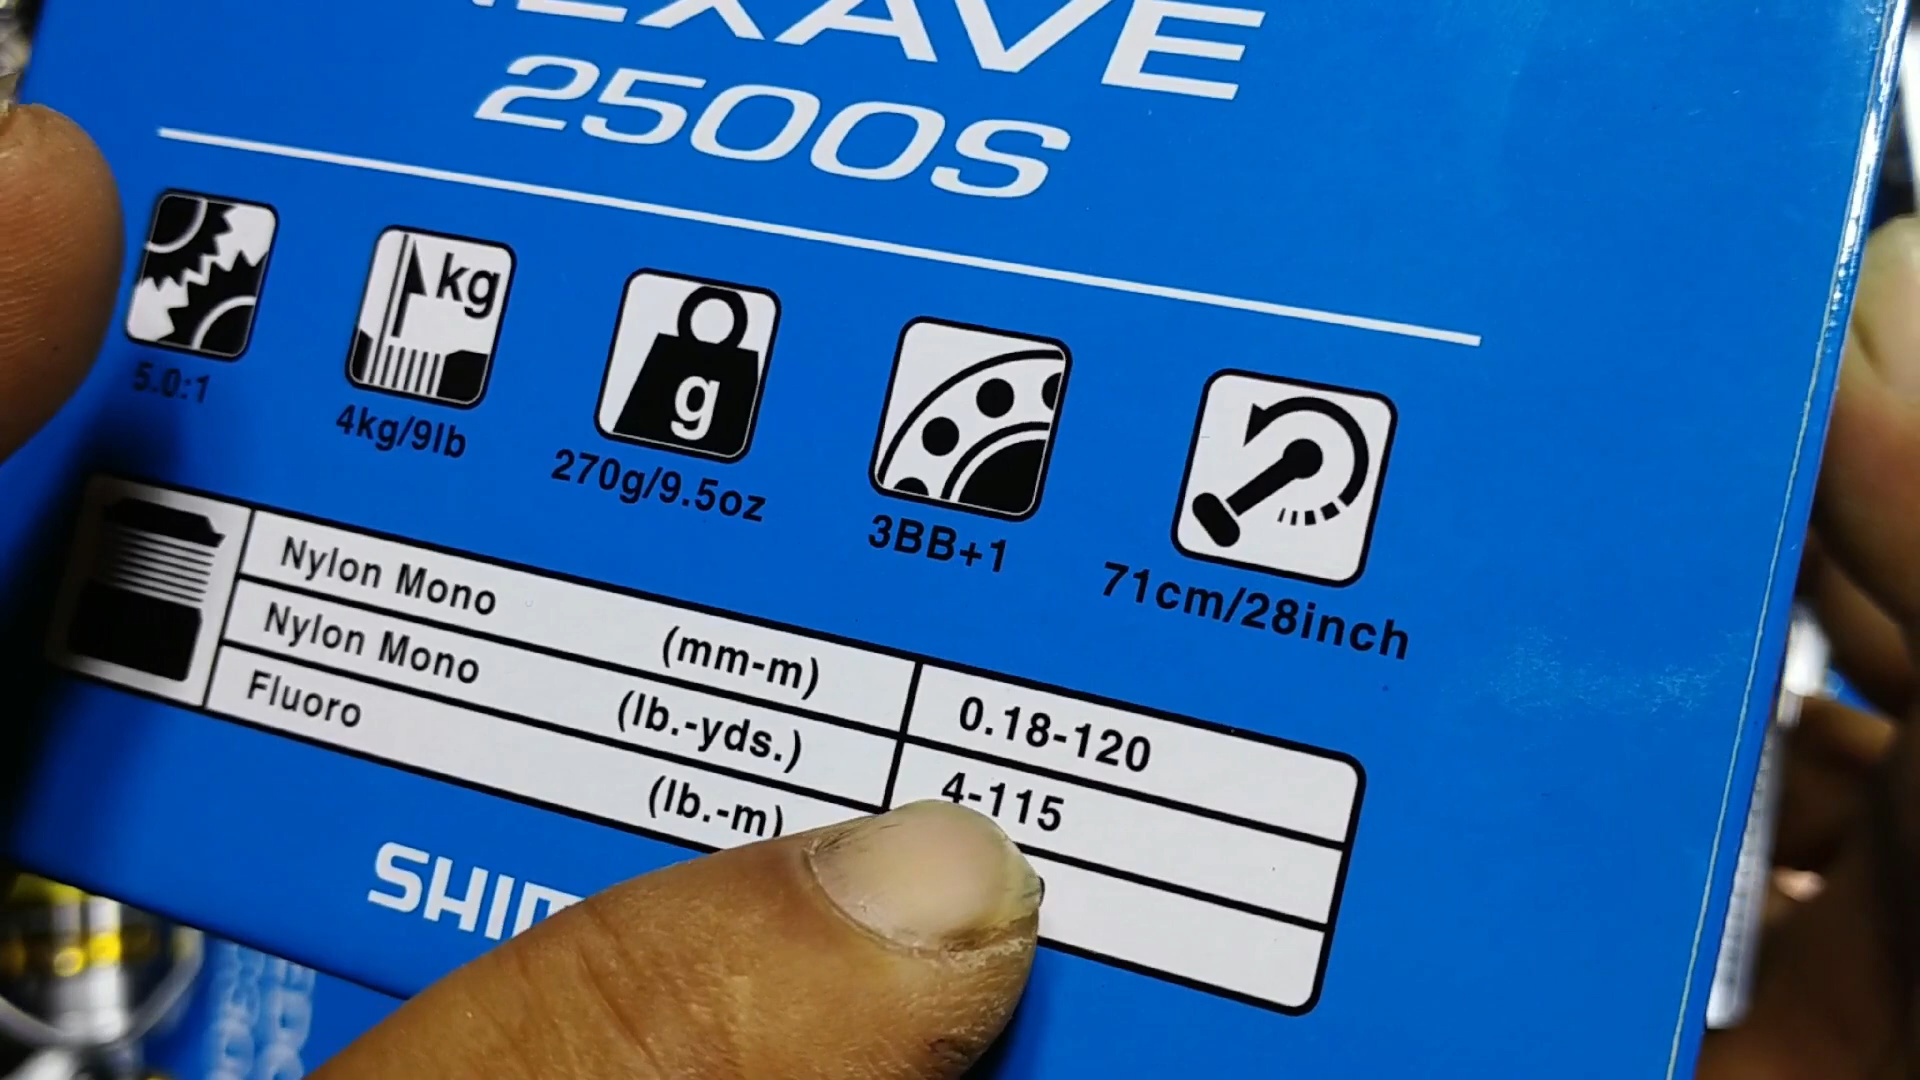 2500S
kg
g
5.0:1
4kg/9lb
270g/9.5oz
3BB+1
71cm/28inch
Nylon Mono (mm-m) 0.18-120
Nylon Mono (lb.-yds.) 4-115
Fluoro (lb.-m)